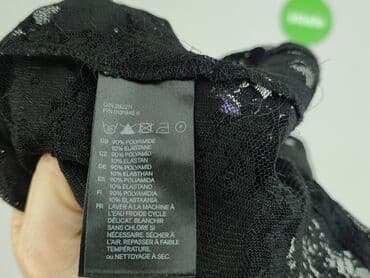 GB 90% POLYAMIDE
10% ELASTANE
CZ 90% POLYAMID
10% ELASTAN
DE 90% POLYAMID
10% ELASTHAN
ES 90% POLIAMIDA
10% ELASTANO
FI 90% POLYAMIDIA
10% ELASTAANIA
FR LAVER À LA MACHINE À
L'EAU FROIDE CYCLE
DÉLICAT. BLANCHIR
SANS CHLORE SI
NÉCESSAIRE. SÉCHER À
L'AIR. REPASSER À FAIBLE
TEMPÉRATURE.
OU NETTOYAGE À SEC.